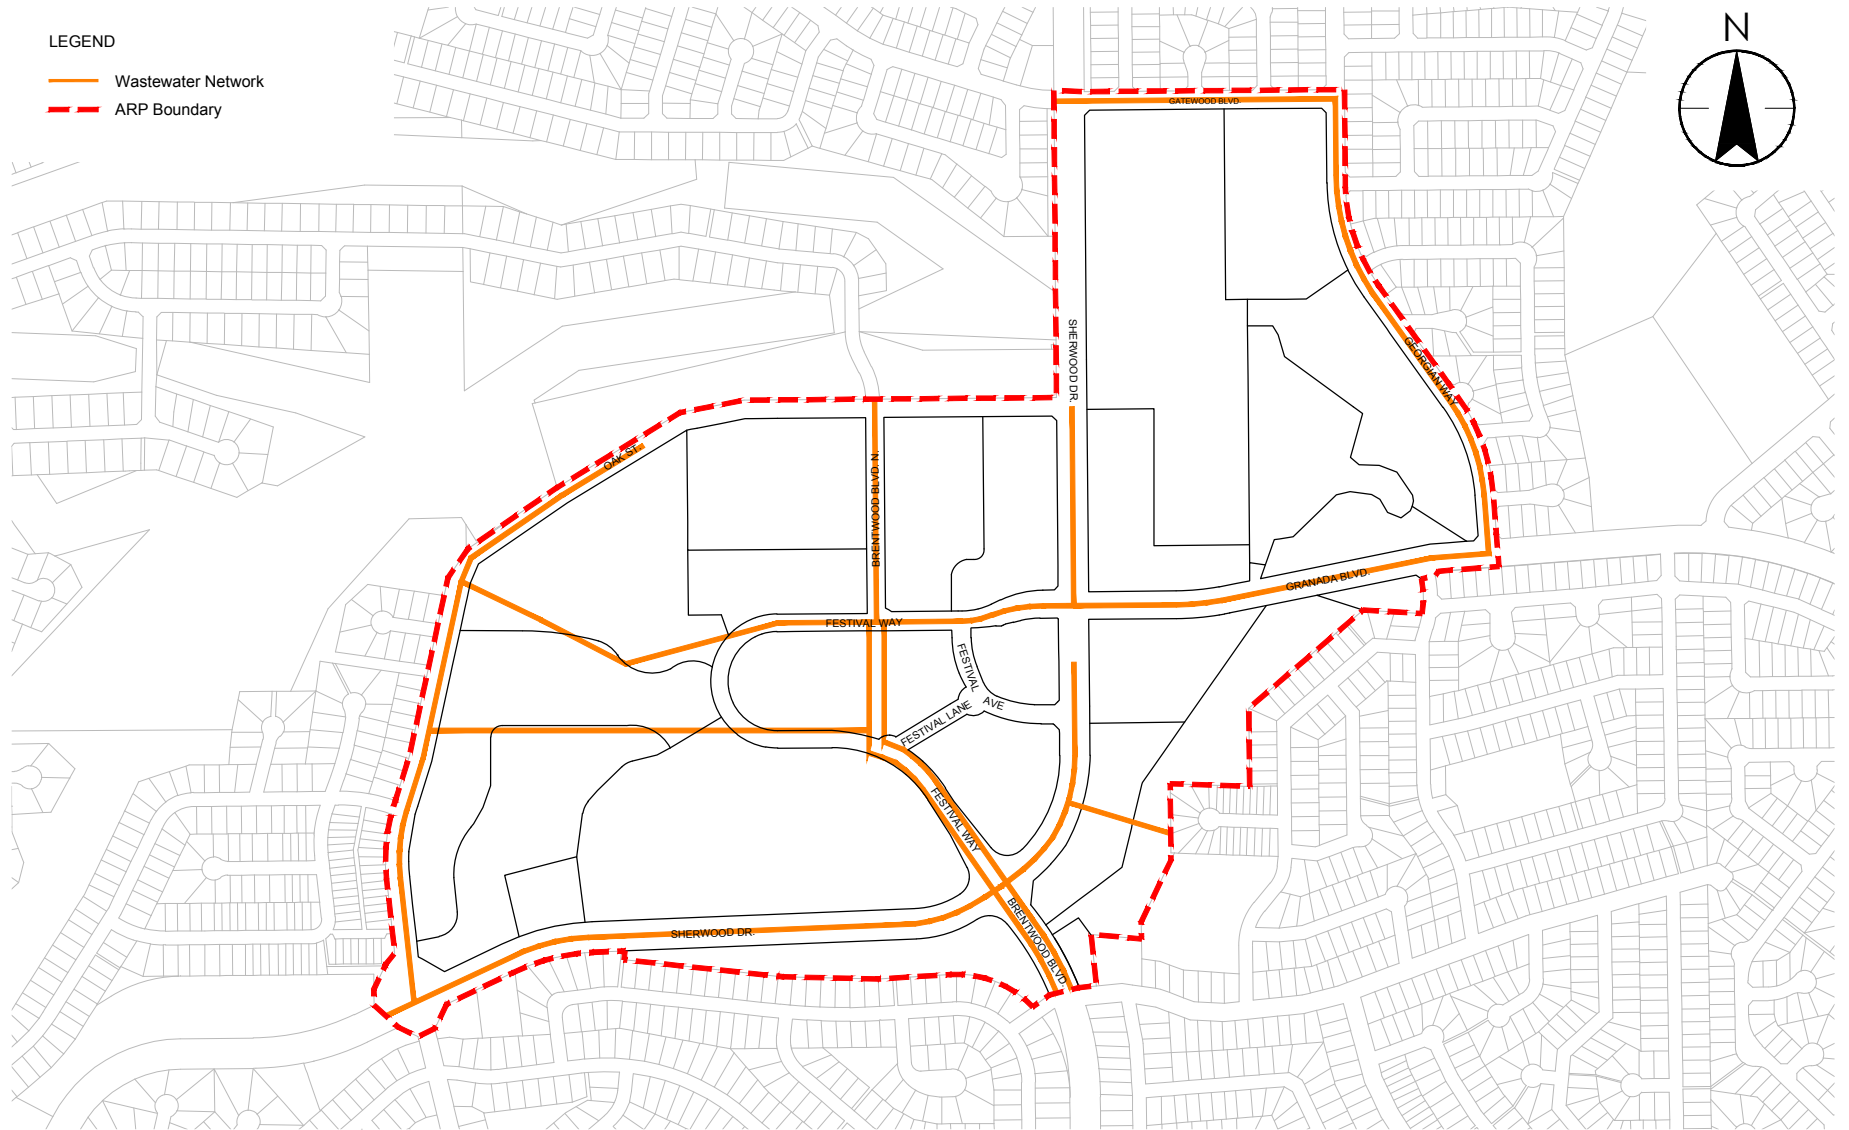 LEGEND
Wastewater Network
ARP Boundary
N
GATEWOOD BLVD.
SHERWOOD DR.
GEORGIAN WAY
OAK ST.
BRENTWOOD BLVD. N.
GRANADA BLVD.
FESTIVAL WAY
FESTIVAL
AVE
FESTIVAL LANE
FESTIVAL WAY
BRENTWOOD BLVD.
SHERWOOD DR.